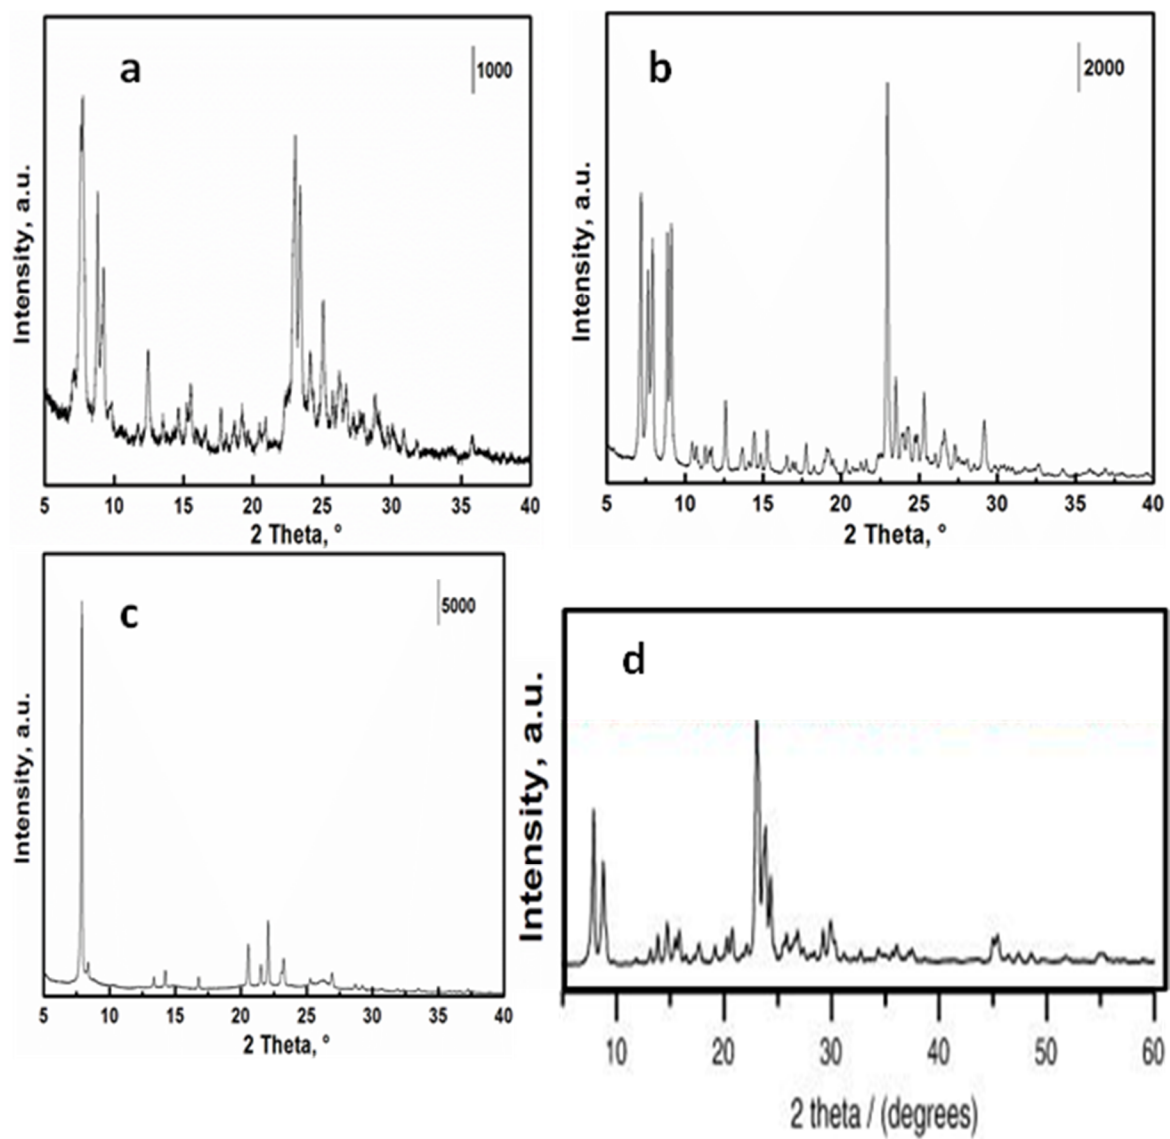 a
1000
Intensity, a.u.
5 10 15 20 25 30 35 40
2 Theta, °
b
2000
Intensity, a.u.
5 10 15 20 25 30 35 40
2 Theta, °
c
5000
Intensity, a.u.
5 10 15 20 25 30 35 40
2 Theta, °
d
Intensity, a.u.
10 20 30 40 50 60
2 theta / (degrees)